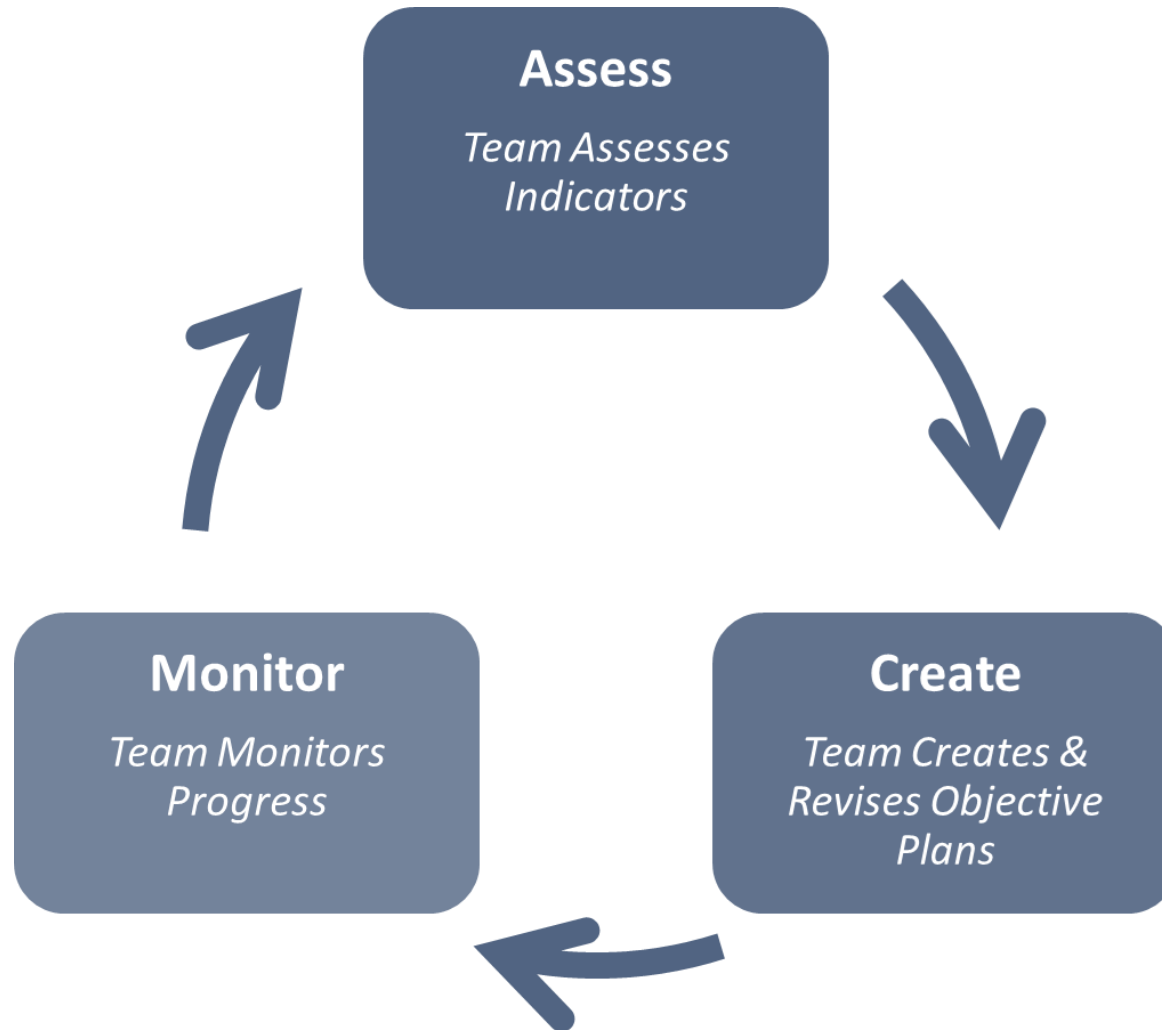 Assess
Team Assesses
Indicators
Monitor
Team Monitors
Progress
Create
Team Creates &
Revises Objective
Plans